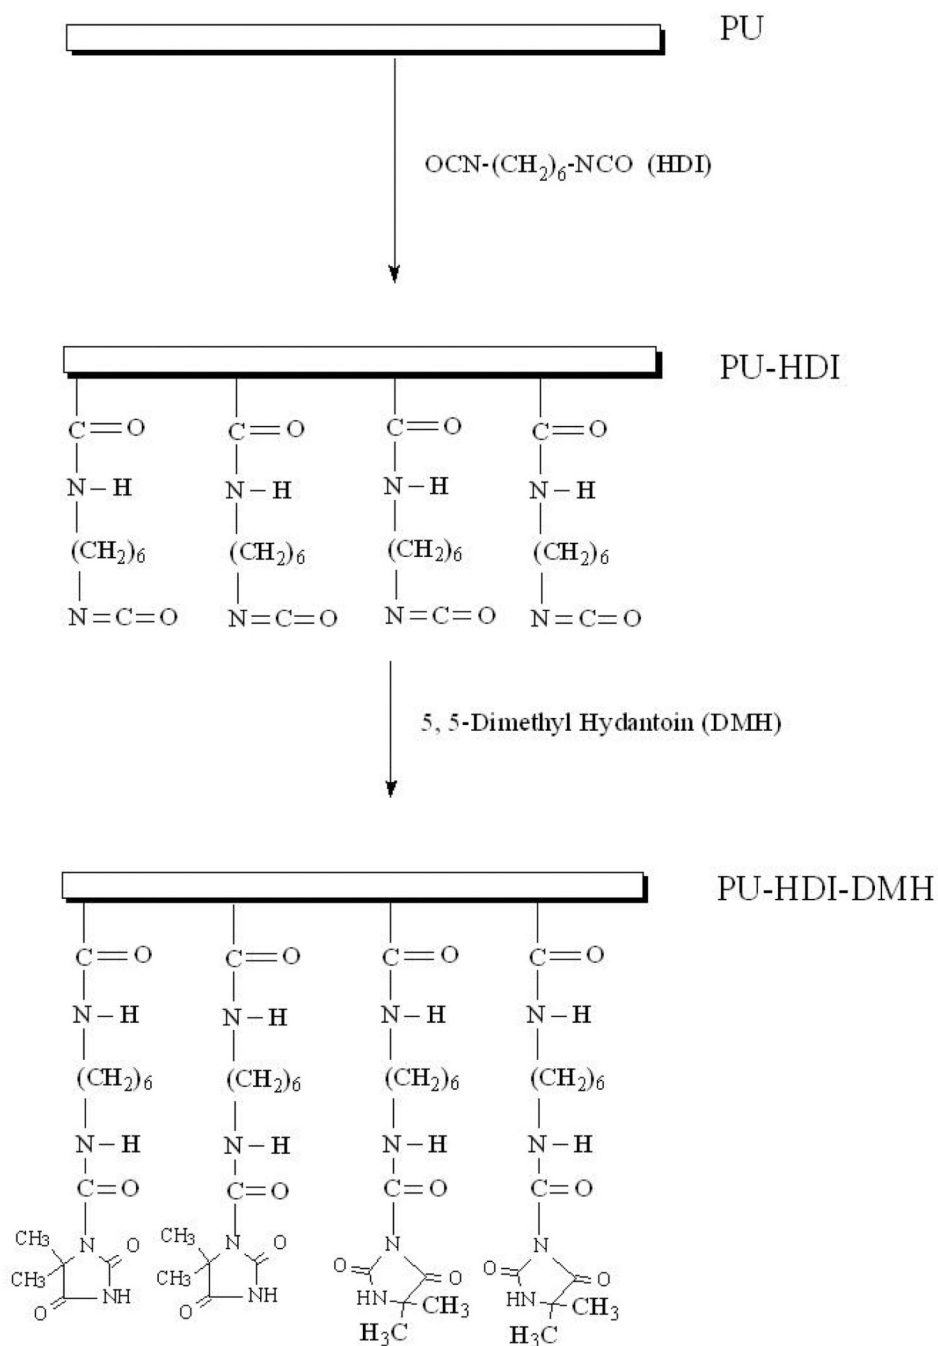 PU
OCN-(CH2)6-NCO (HDI)
PU-HDI
C=O C=O C=O C=O
N-H N-H N-H N-H
(CH2)6 (CH2)6 (CH2)6 (CH2)6
N=C=O N=C=O N=C=O N=C=O
5, 5-Dimethyl Hydantoin (DMH)
PU-HDI-DMH
C=O C=O C=O C=O
N-H N-H N-H N-H
(CH2)6 (CH2)6 (CH2)6 (CH2)6
N-H N-H N-H N-H
C=O C=O C=O C=O
CH3 N O CH3 N O N N
CH3 CH3 O O O O
O NH O NH HN CH3 HN CH3
H3C H3C